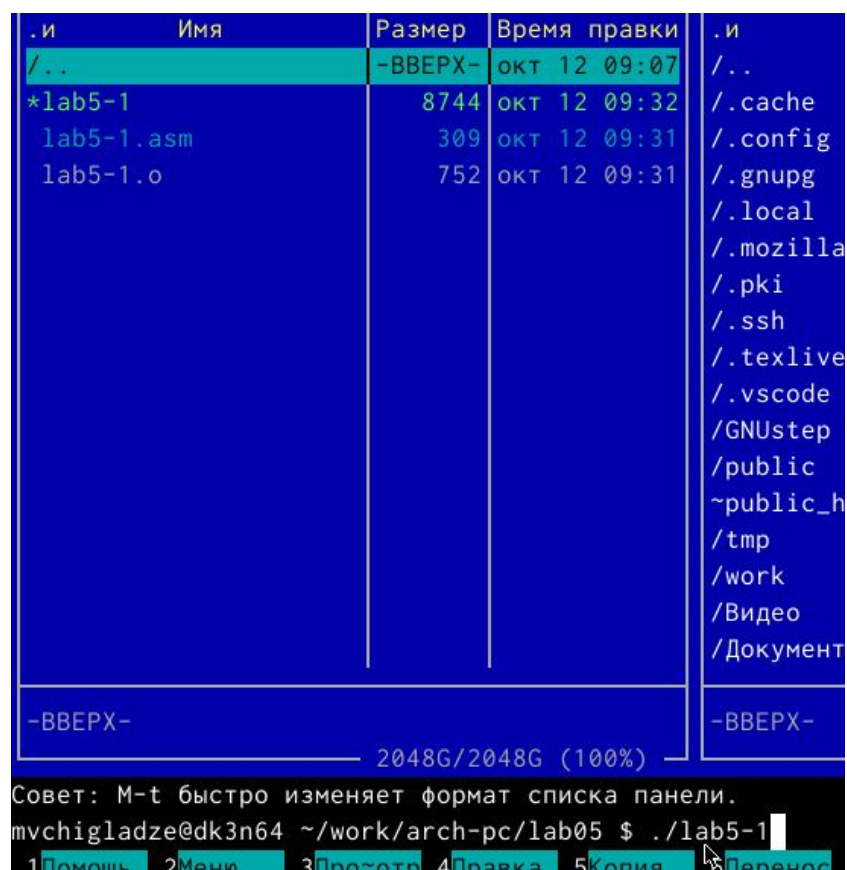 .и Имя Размер Время правки .и
/.. -ВВЕРХ- окт 12 09:07 /..
*lab5-1 8744 окт 12 09:32 /.cache
lab5-1.asm 309 окт 12 09:31 /.config
lab5-1.o 752 окт 12 09:31 /.gnupg
/.local
/.mozilla
/.pki
/.ssh
/.texlive
/.vscode
/GNUstep
/public
~public_h
/tmp
/work
/Видео
/Документ
-ВВЕРХ- -ВВЕРХ-
2048G/2048G (100%)
Совет: M-t быстро изменяет формат списка панели.
mvchigladze@dk3n64 ~/work/arch-pc/lab05 $ ./lab5-1
1Помощь 2Меню 3Про~отр 4Правка 5Копия 6Перенос